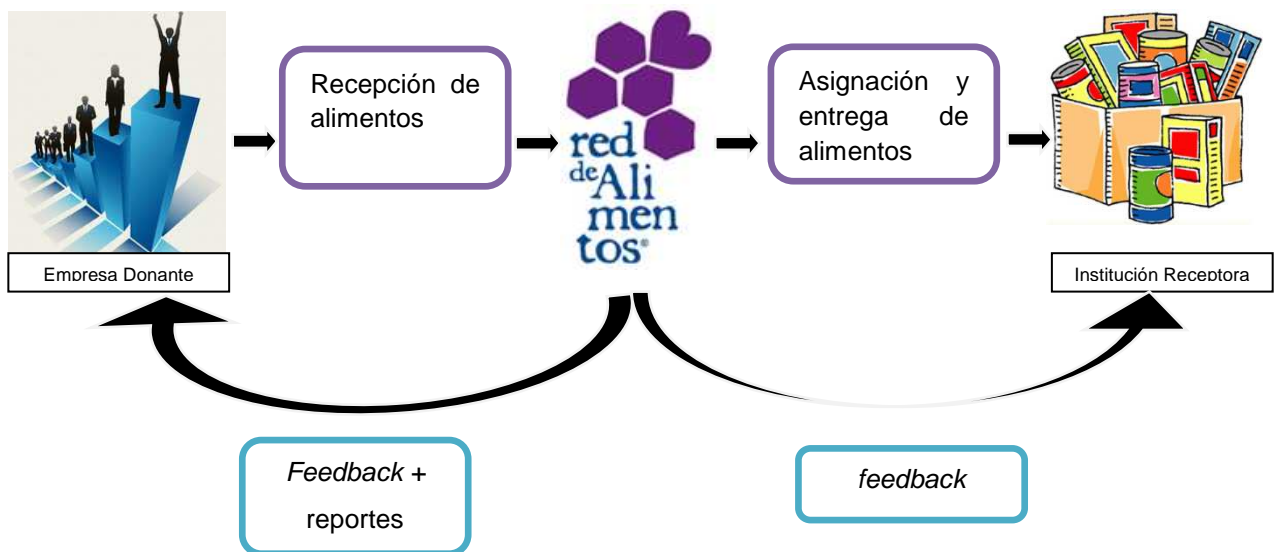 Recepción de
alimentos
red
de Ali
men
tos®
Asignación y
entrega de
alimentos
Empresa Donante
Institución Receptora
Feedback +
reportes
feedback